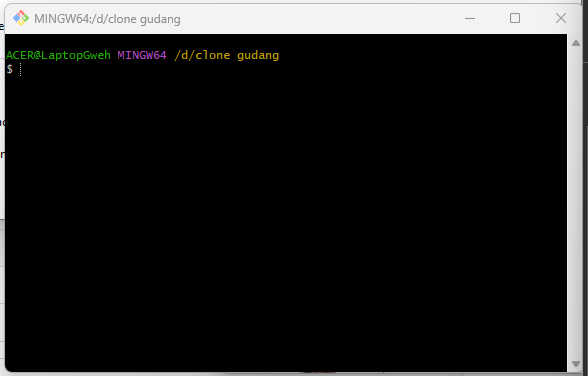 MINGW64:/d/clone gudang
ACER@LaptopGweh MINGW64 /d/clone gudang
$